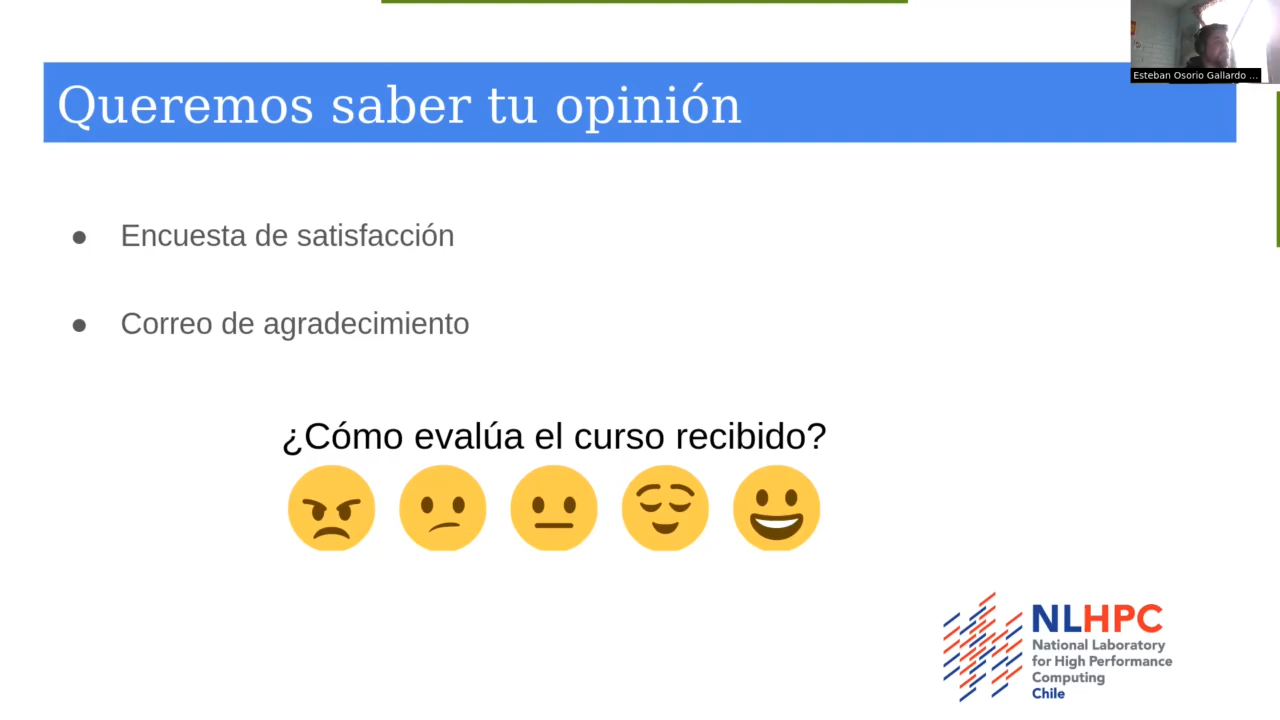 Esteban Osorio Gallardo ...
Queremos saber tu opinión
● Encuesta de satisfacción
● Correo de agradecimiento
¿Cómo evalúa el curso recibido?
NLHPC
National Laboratory
for High Performance
Computing
Chile